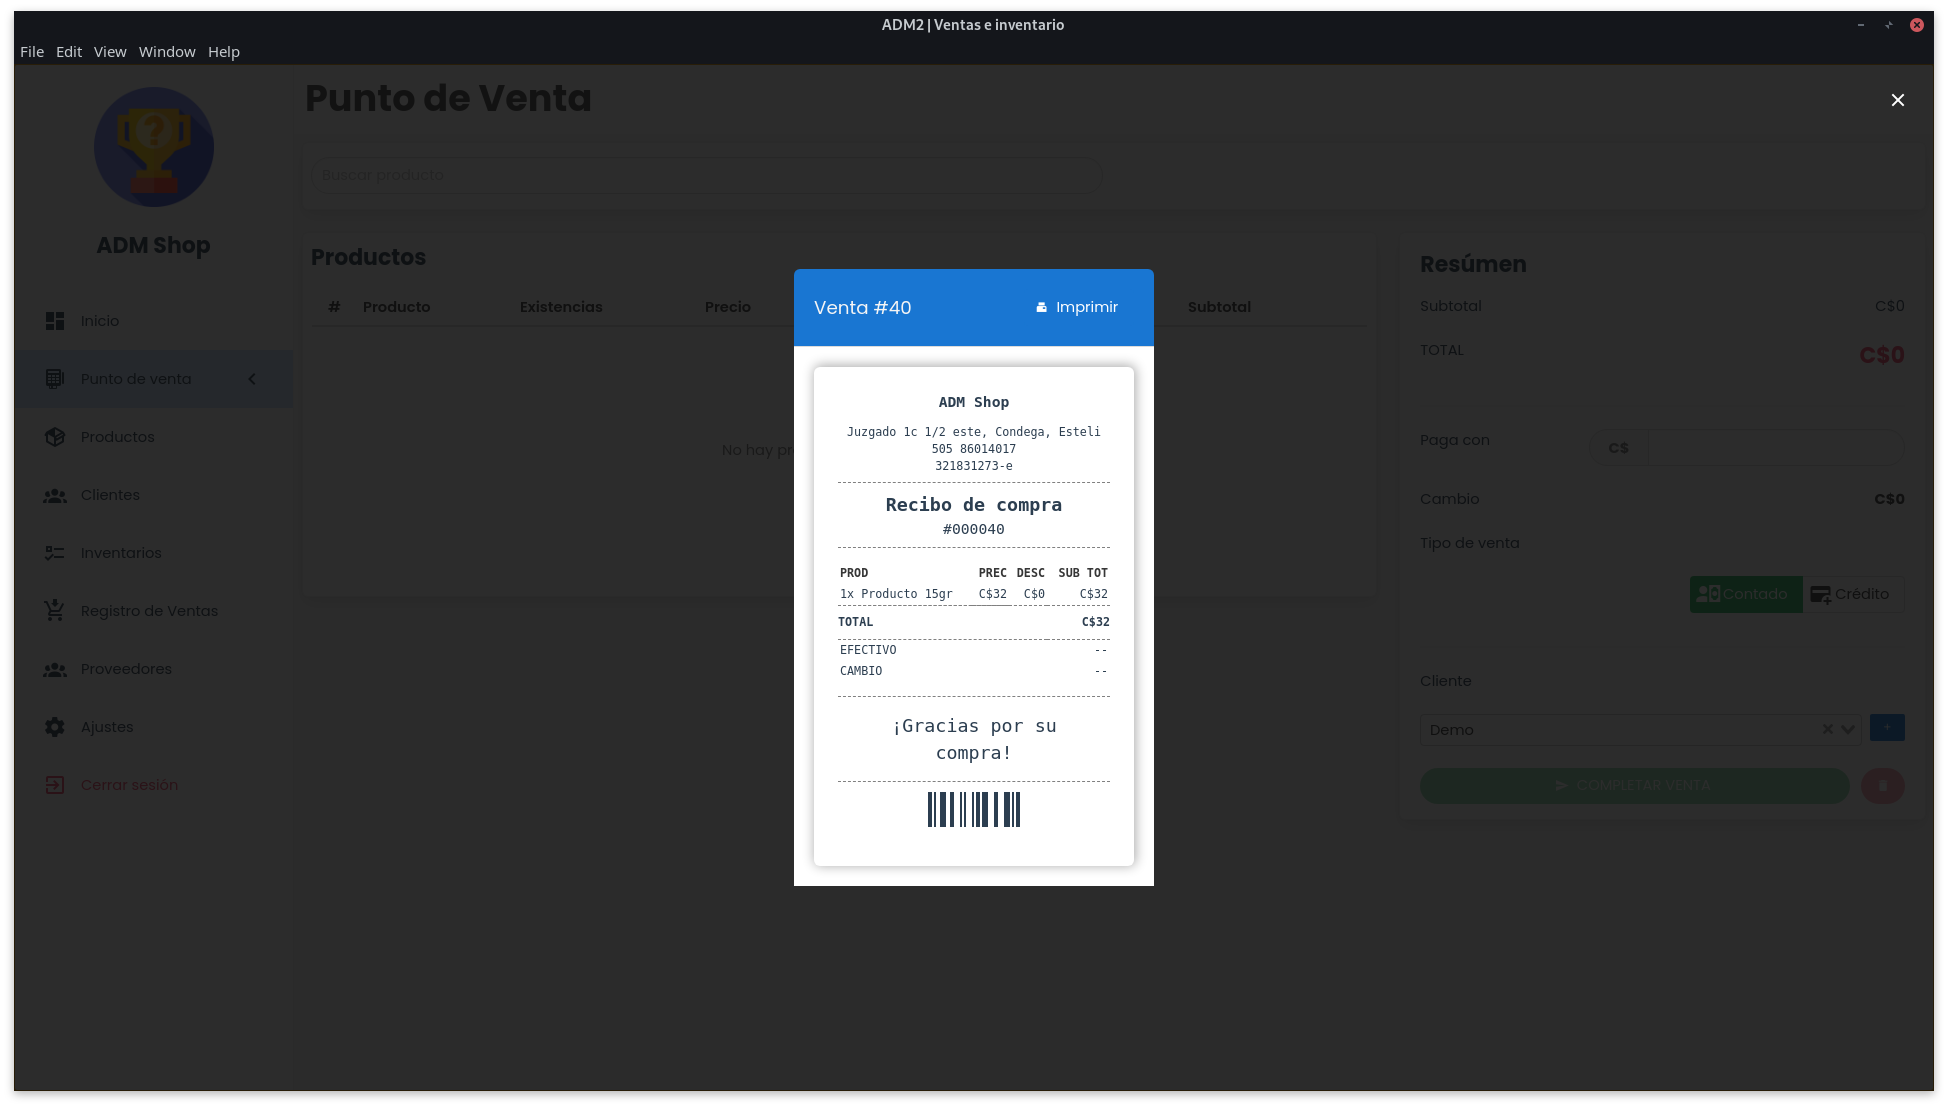 ADM2 | Ventas e inventario
File Edit View Window Help
Punto de Venta
Buscar producto
ADM Shop
Inicio
Punto de venta
Productos
Clientes
Inventarios
Registro de Ventas
Proveedores
Ajustes
Cerrar sesión
Productos
# Producto Existencias Precio Subtotal
No hay
Venta #40
Imprimir
ADM Shop
Juzgado 1c 1/2 este, Condega, Esteli
505 86014017
321831273-e
Recibo de compra
#000040
PROD PREC DESC SUB TOT
1x Producto 15gr C$32 C$0 C$32
TOTAL C$32
EFECTIVO --
CAMBIO --
¡Gracias por su
compra!
Resúmen
Subtotal C$0
TOTAL C$0
Paga con C$
Cambio C$0
Tipo de venta
Contado Crédito
Cliente
Demo
+
COMPLETAR VENTA